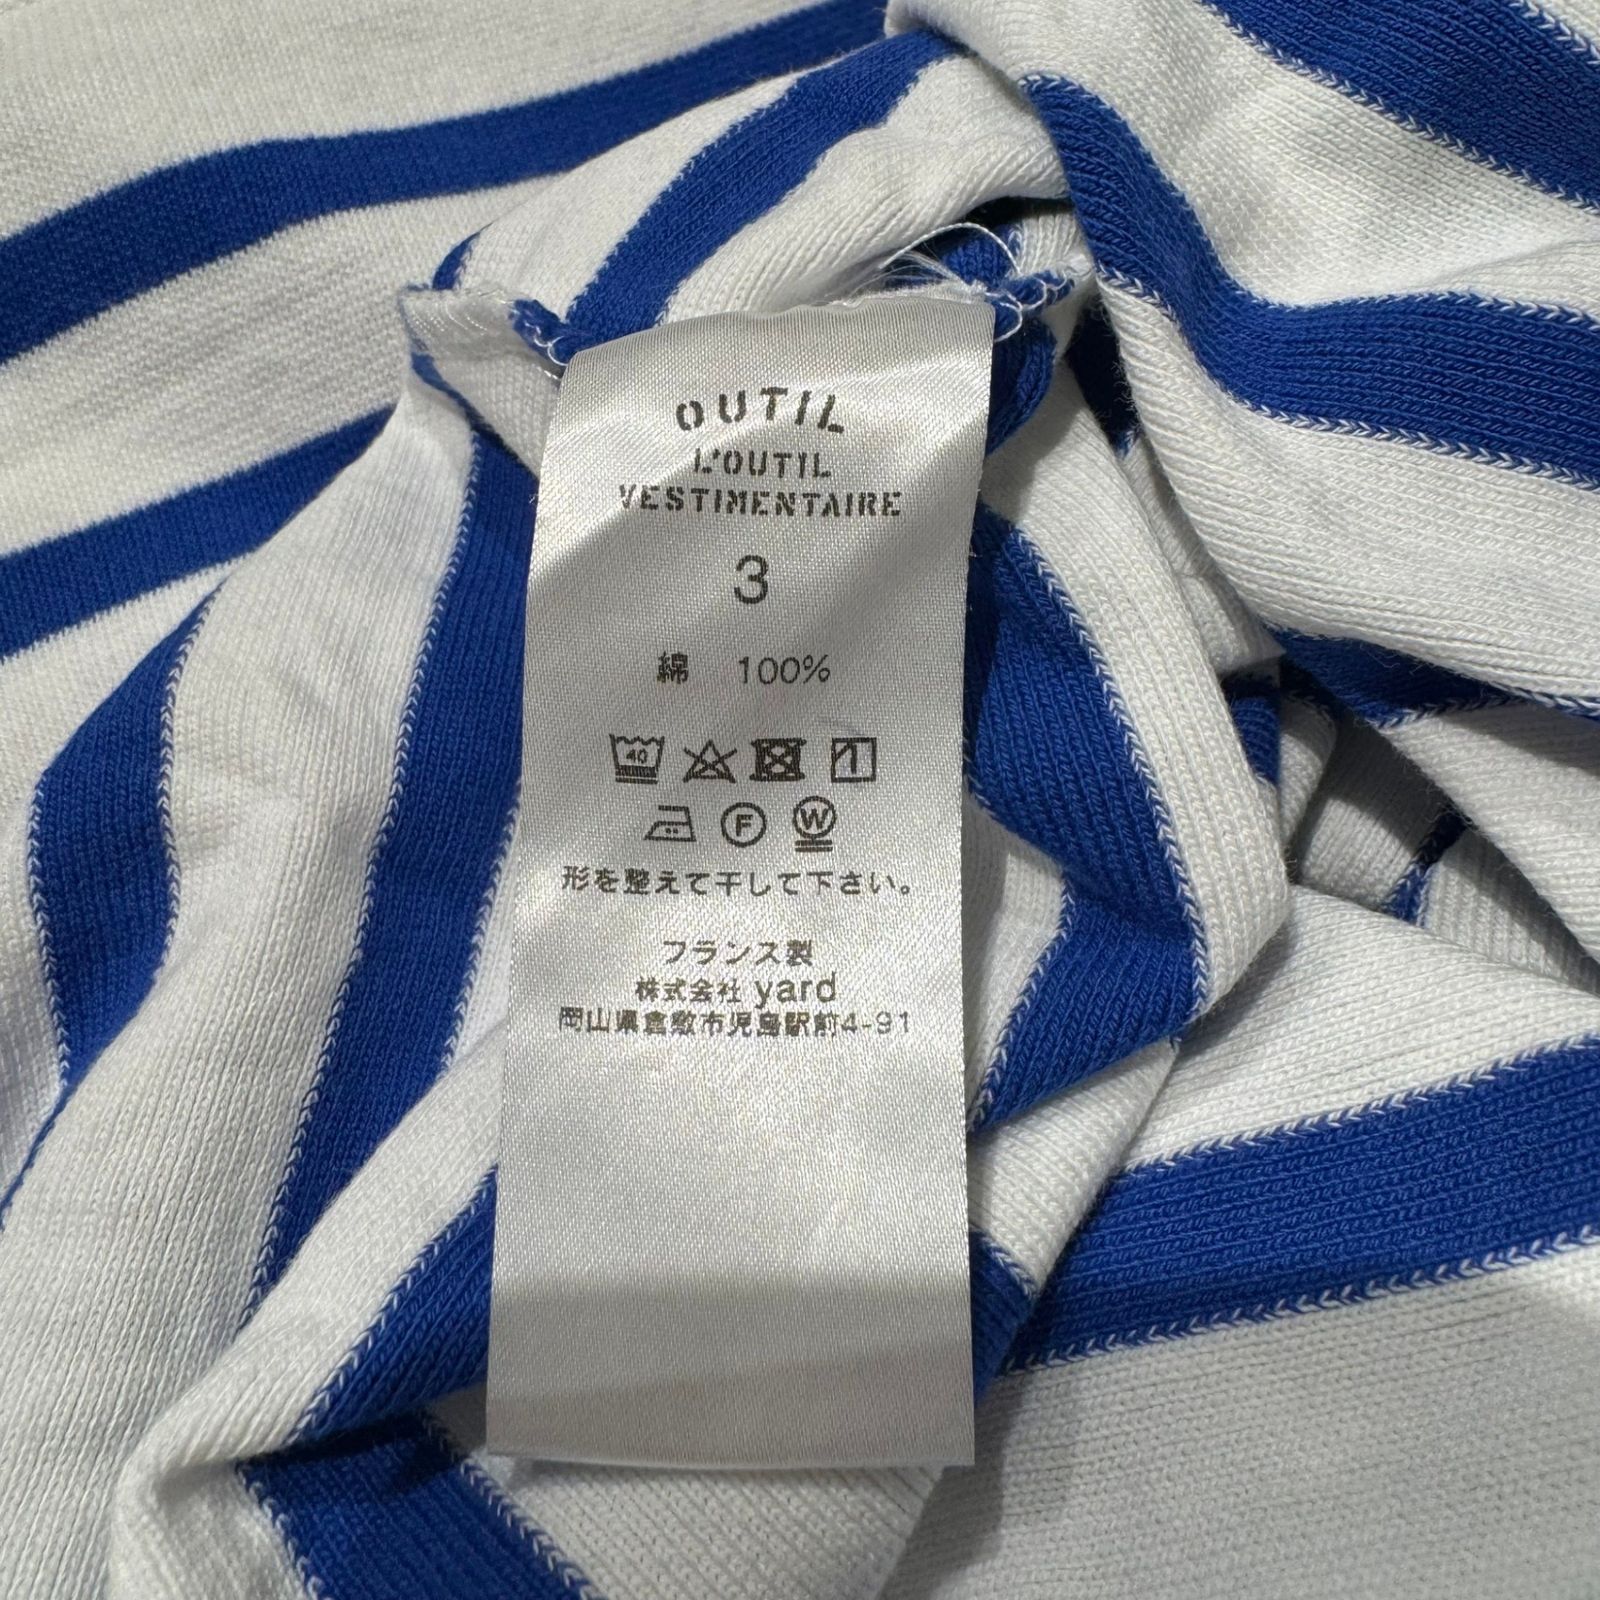 OUTIL
L'OUTIL
VESTIMENTAIRE
3
綿 100%
40
F W
形を整えて干して下さい。
フランス製
株式会社 yard
岡山県倉敷市児島駅前4-91